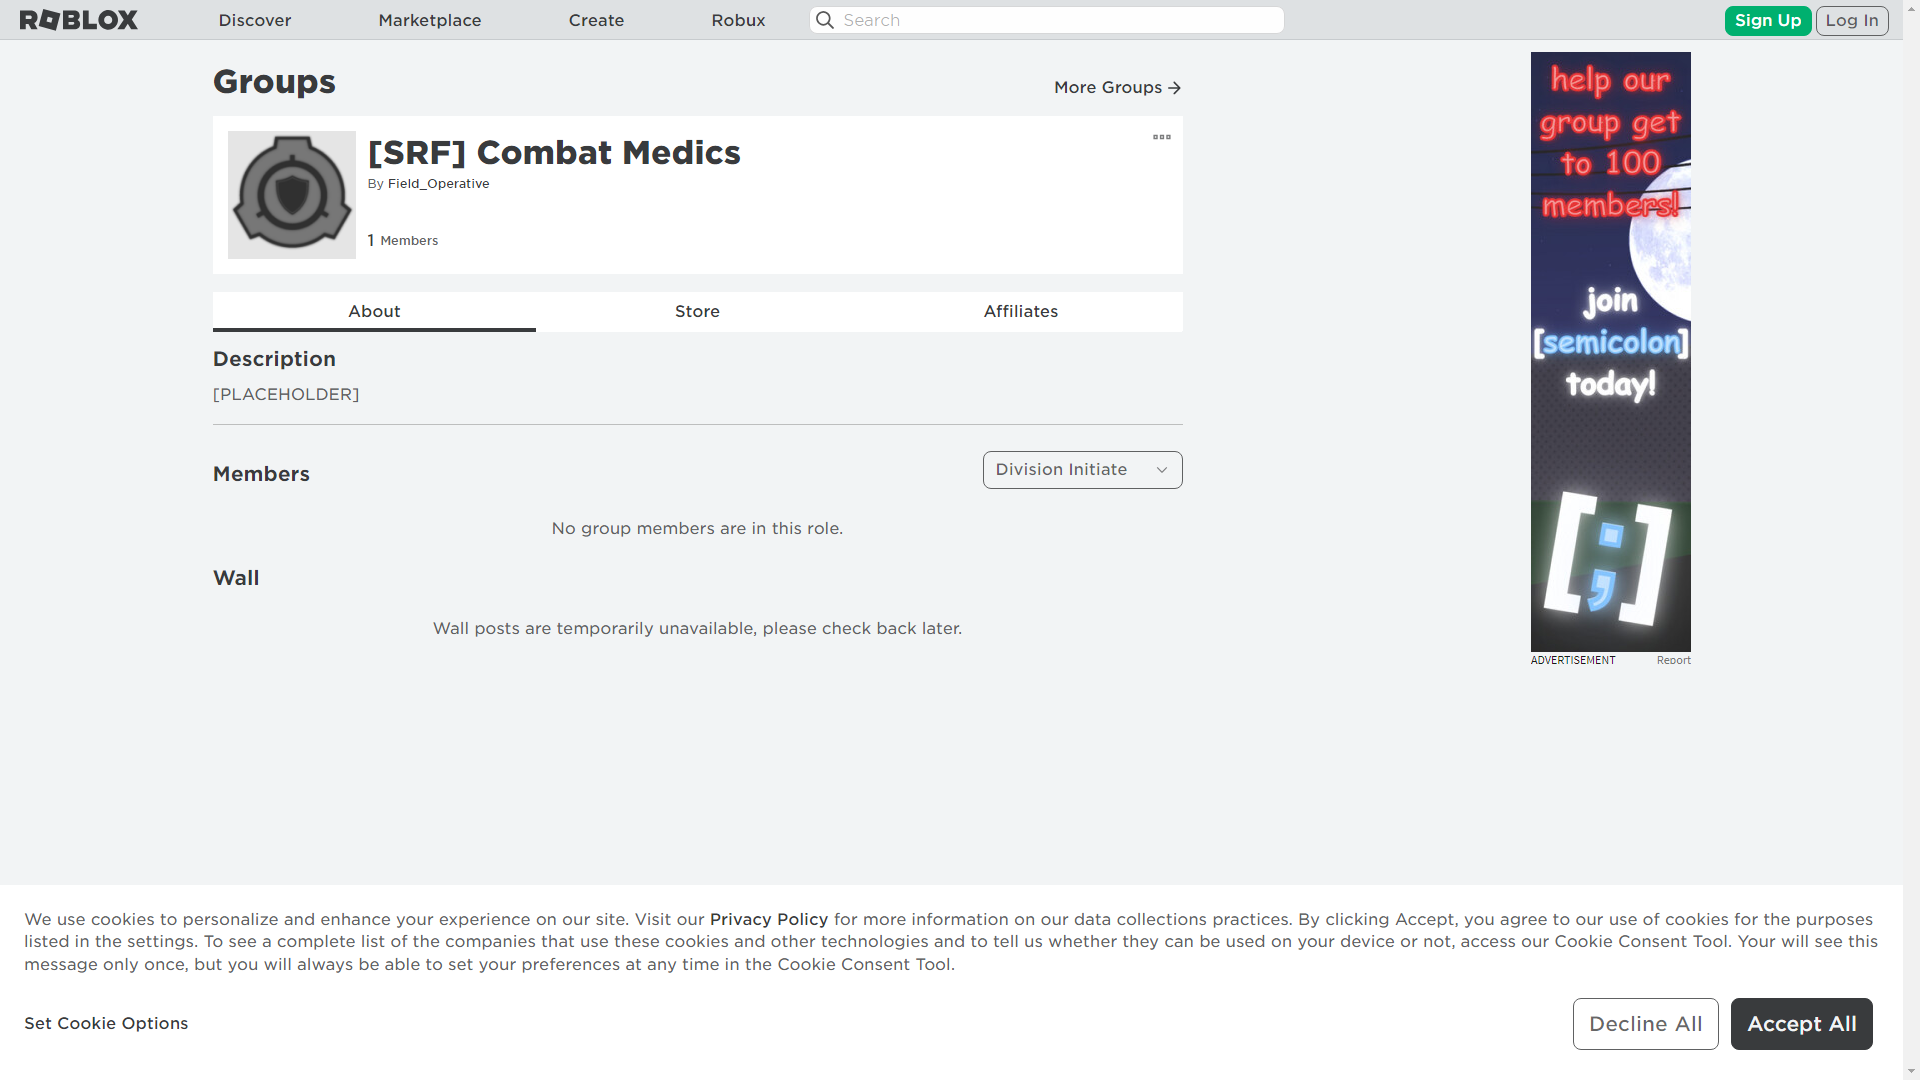 ROBLOX
Discover
Marketplace
Create
Robux
Search
Sign Up
Log In
Groups
More Groups
[SRF] Combat Medics
By Field_Operative
1 Members
About
Store
Affiliates
Description
[PLACEHOLDER]
Members
Division Initiate
No group members are in this role.
Wall
Wall posts are temporarily unavailable, please check back later.
help our
group get
to 100
members!
join
[semicolon]
today!
[;]
ADVERTISEMENT
Report
We use cookies to personalize and enhance your experience on our site. Visit our Privacy Policy for more information on our data collections practices. By clicking Accept, you agree to our use of cookies for the purposes
listed in the settings. To see a complete list of the companies that use these cookies and other technologies and to tell us whether they can be used on your device or not, access our Cookie Consent Tool. Your will see this
message only once, but you will always be able to set your preferences at any time in the Cookie Consent Tool.
Set Cookie Options
Decline All
Accept All